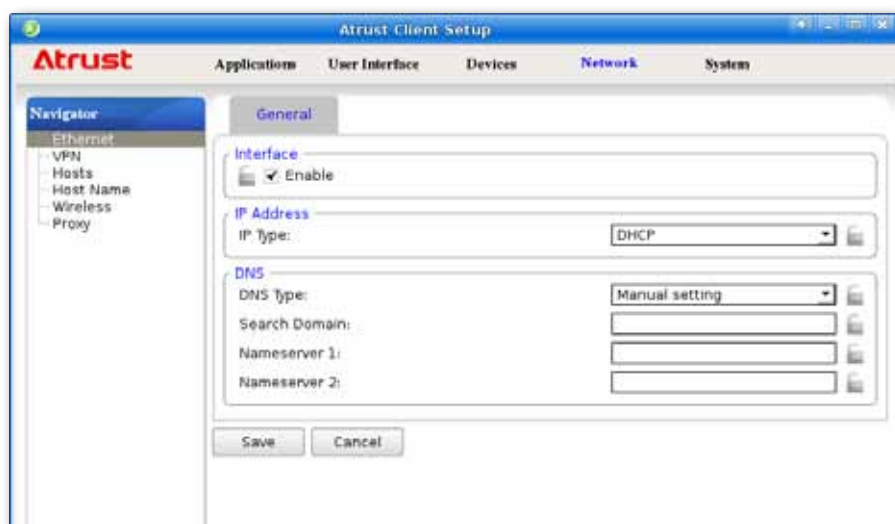 Atrust Client Setup
Atrust
Applications User Interface Devices Network System
Navigator
Ethernet
VPN
Hosts
Host Name
Wireless
Proxy
General
Interface
Enable
IP Address
IP Type: DHCP
DNS
DNS Type: Manual setting
Search Domain:
Nameserver 1:
Nameserver 2:
Save Cancel